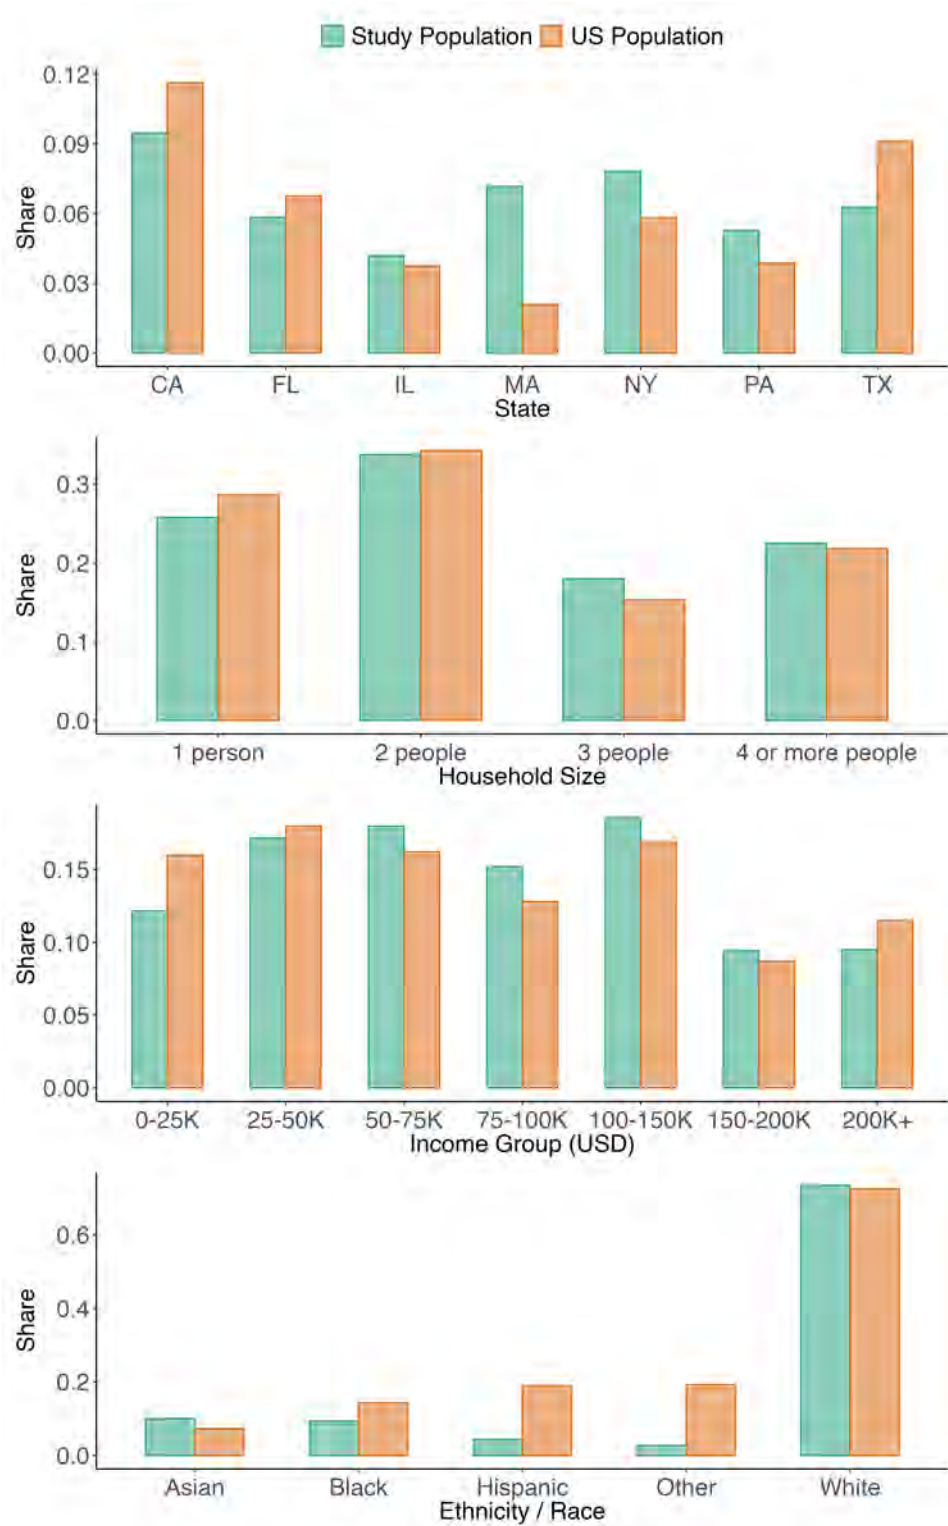 Study Population US Population
0.12
0.09
0.06
0.03
0.00
Share
CA FL IL MA NY PA TX
State
0.3
0.2
0.1
0.0
Share
1 person 2 people 3 people 4 or more people
Household Size
0.15
0.10
0.05
0.00
Share
0-25K 25-50K 50-75K 75-100K 100-150K 150-200K 200K+
Income Group (USD)
0.6
0.4
0.2
0.0
Share
Asian Black Hispanic Other White
Ethnicity / Race